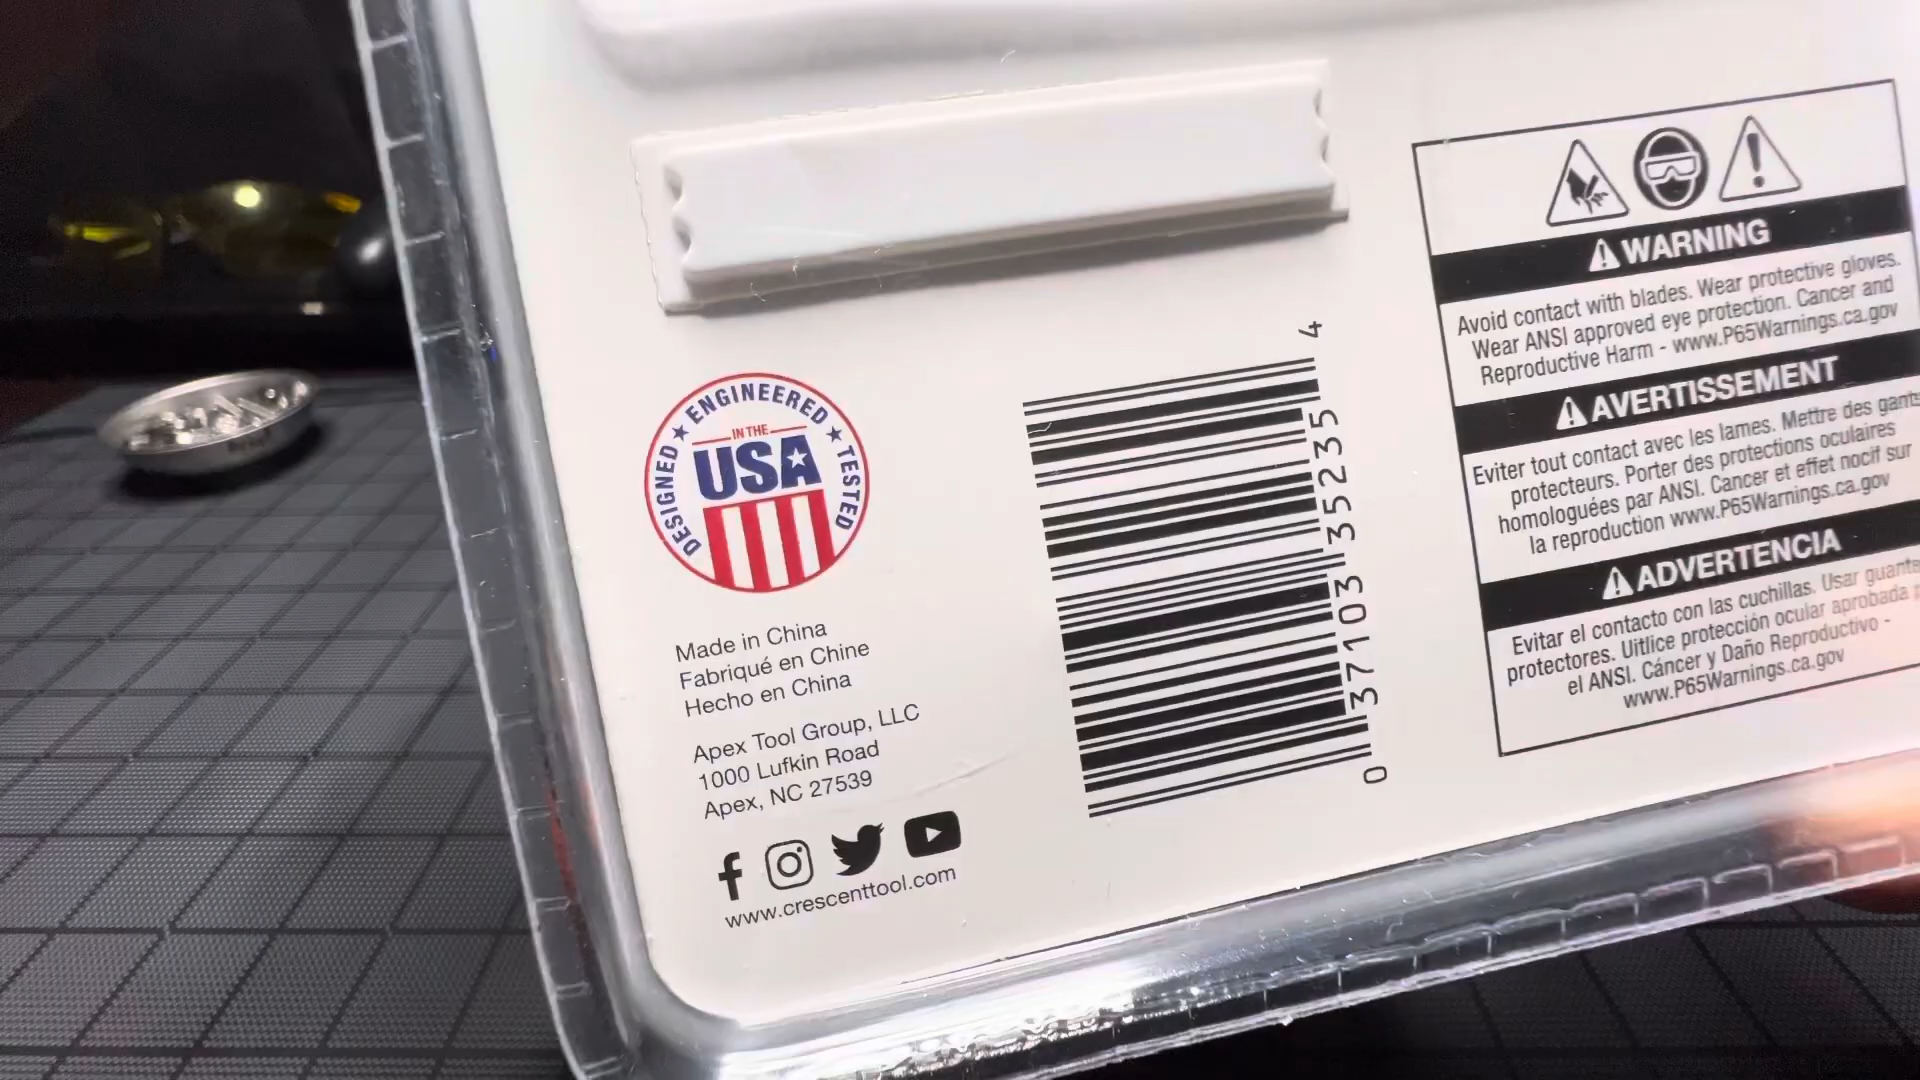 DESIGNED ★ ENGINEERED ★ TESTED
IN THE
USA
Made in China
Fabriqué en Chine
Hecho en China
Apex Tool Group, LLC
1000 Lufkin Road
Apex, NC 27539
www.crescenttool.com
0 37103 35235 4
WARNING
Avoid contact with blades. Wear protective gloves.
Wear ANSI approved eye protection. Cancer and
Reproductive Harm - www.P65Warnings.ca.gov
AVERTISSEMENT
Eviter tout contact avec les lames. Mettre des gants
protecteurs. Porter des protections oculaires
homologuées par ANSI. Cancer et effet nocif sur
la reproduction www.P65Warnings.ca.gov
ADVERTENCIA
Evitar el contacto con las cuchillas. Usar guante
protectores. Uitlice protección ocular aprobada p
el ANSI. Cáncer y Daño Reproductivo -
www.P65Warnings.ca.gov